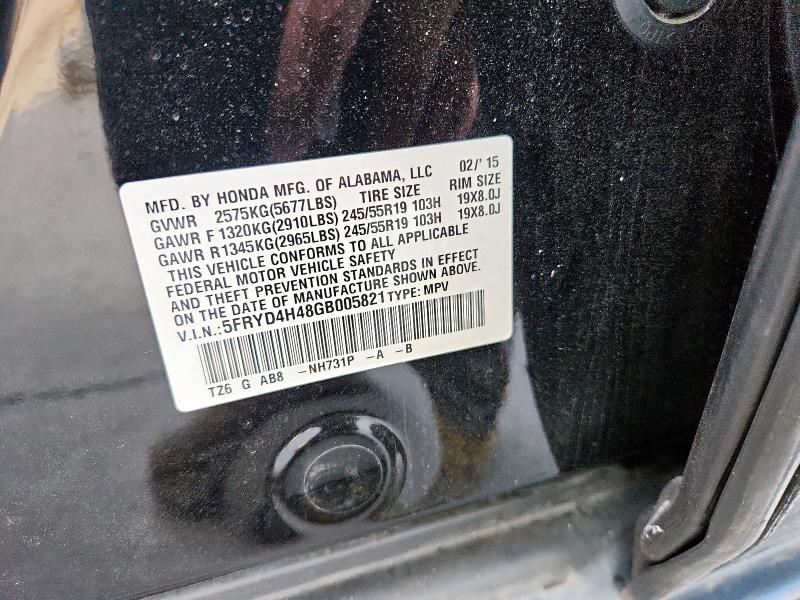 MFD. BY HONDA MFG. OF ALABAMA, LLC 02/'15
GVWR 2575KG(5677LBS) TIRE SIZE RIM SIZE
GAWR F 1320KG(2910LBS) 245/55R19 103H 19X8.0J
GAWR R1345KG(2965LBS) 245/55R19 103H 19X8.0J
THIS VEHICLE CONFORMS TO ALL APPLICABLE
FEDERAL MOTOR VEHICLE SAFETY
AND THEFT PREVENTION STANDARDS IN EFFECT
ON THE DATE OF MANUFACTURE SHOWN ABOVE.
V.I.N.:5FRYD4H48GB005821 TYPE: MPV
TZ6 G AB8 -NH731P -A -B